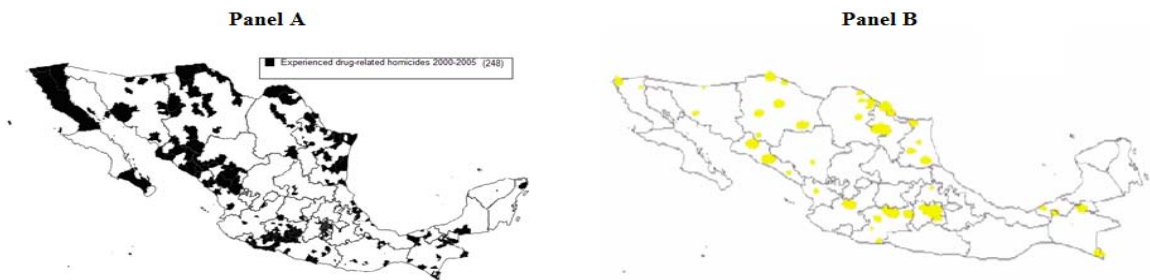 Panel A
Panel B
Experienced drug-related homicides 2000-2005 (248)